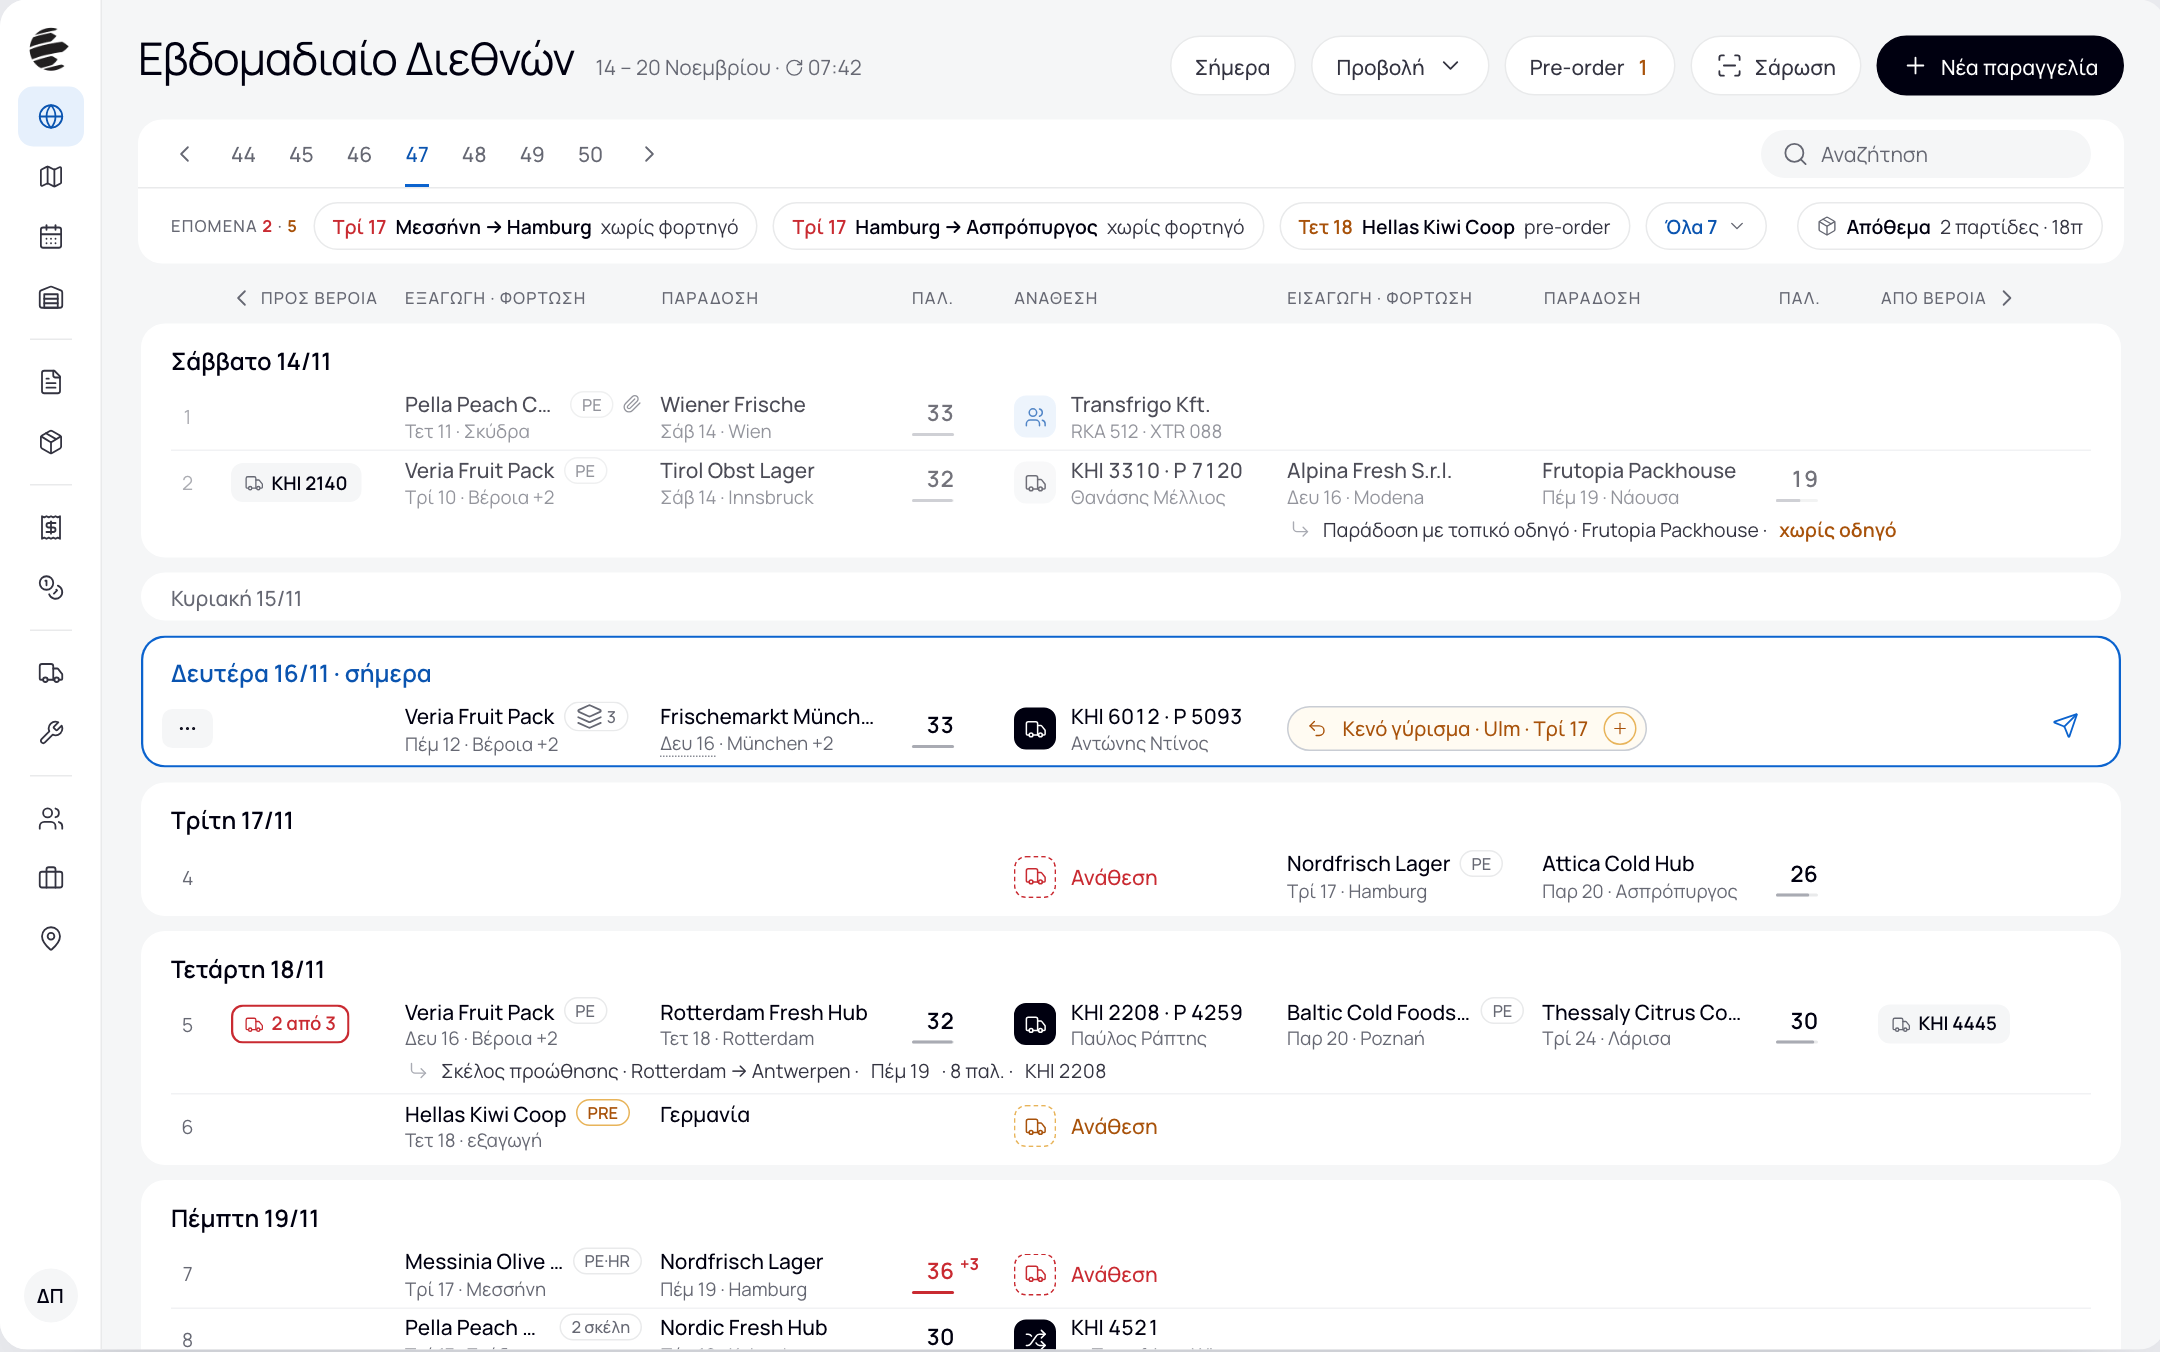 Εβδομαδιαίο Διεθνών 14 – 20 Νοεμβρίου · 07:42
Σήμερα Προβολή Pre-order 1 Σάρωση + Νέα παραγγελία
44 45 46 47 48 49 50 Αναζήτηση
ΕΠΟΜΕΝΑ 2 · 5 Τρί 17 Μεσσήνη → Hamburg χωρίς φορτηγό Τρί 17 Hamburg → Ασπρόπυργος χωρίς φορτηγό Τετ 18 Hellas Kiwi Coop pre-order Όλα 7 Απόθεμα 2 παρτίδες · 18π
ΠΡΟΣ ΒΕΡΟΙΑ ΕΞΑΓΩΓΗ · ΦΟΡΤΩΣΗ ΠΑΡΑΔΟΣΗ ΠΑΛ. ΑΝΑΘΕΣΗ ΕΙΣΑΓΩΓΗ · ΦΟΡΤΩΣΗ ΠΑΡΑΔΟΣΗ ΠΑΛ. ΑΠΟ ΒΕΡΟΙΑ
Σάββατο 14/11
1 Pella Peach C... PE Wiener Frische 33 Transfrigo Kft.
Τετ 11 · Σκύδρα Σάβ 14 · Wien RKA 512 · XTR 088
2 ΚΗΙ 2140 Veria Fruit Pack PE Tirol Obst Lager 32 ΚΗΙ 3310 · Ρ 7120 Alpina Fresh S.r.l. Frutopia Packhouse 19
Τρί 10 · Βέροια +2 Σάβ 14 · Innsbruck Θανάσης Μέλλιος Δευ 16 · Modena Πέμ 19 · Νάουσα
Παράδοση με τοπικό οδηγό · Frutopia Packhouse · χωρίς οδηγό
Κυριακή 15/11
Δευτέρα 16/11 · σήμερα
... Veria Fruit Pack 3 Frischemarkt Münch... 33 ΚΗΙ 6012 · Ρ 5093 Κενό γύρισμα · Ulm · Τρί 17 +
Πέμ 12 · Βέροια +2 Δευ 16 · München +2 Αντώνης Ντίνος
Τρίτη 17/11
4 Ανάθεση Nordfrisch Lager PE Attica Cold Hub 26
Τρί 17 · Hamburg Παρ 20 · Ασπρόπυργος
Τετάρτη 18/11
5 2 από 3 Veria Fruit Pack PE Rotterdam Fresh Hub 32 ΚΗΙ 2208 · Ρ 4259 Baltic Cold Foods... PE Thessaly Citrus Co... 30 ΚΗΙ 4445
Δευ 16 · Βέροια +2 Τετ 18 · Rotterdam Παύλος Ράπτης Παρ 20 · Poznań Τρί 24 · Λάρισα
Σκέλος προώθησης · Rotterdam → Antwerpen · Πέμ 19 · 8 παλ. · ΚΗΙ 2208
6 Hellas Kiwi Coop PRE Γερμανία Ανάθεση
Τετ 18 · εξαγωγή
Πέμπτη 19/11
7 Messinia Olive ... PE·HR Nordfrisch Lager 36 +3 Ανάθεση
Τρί 17 · Μεσσήνη Πέμ 19 · Hamburg
8 Pella Peach ... 2 σκέλη Nordic Fresh Hub 30 ΚΗΙ 4521
ΔΠ